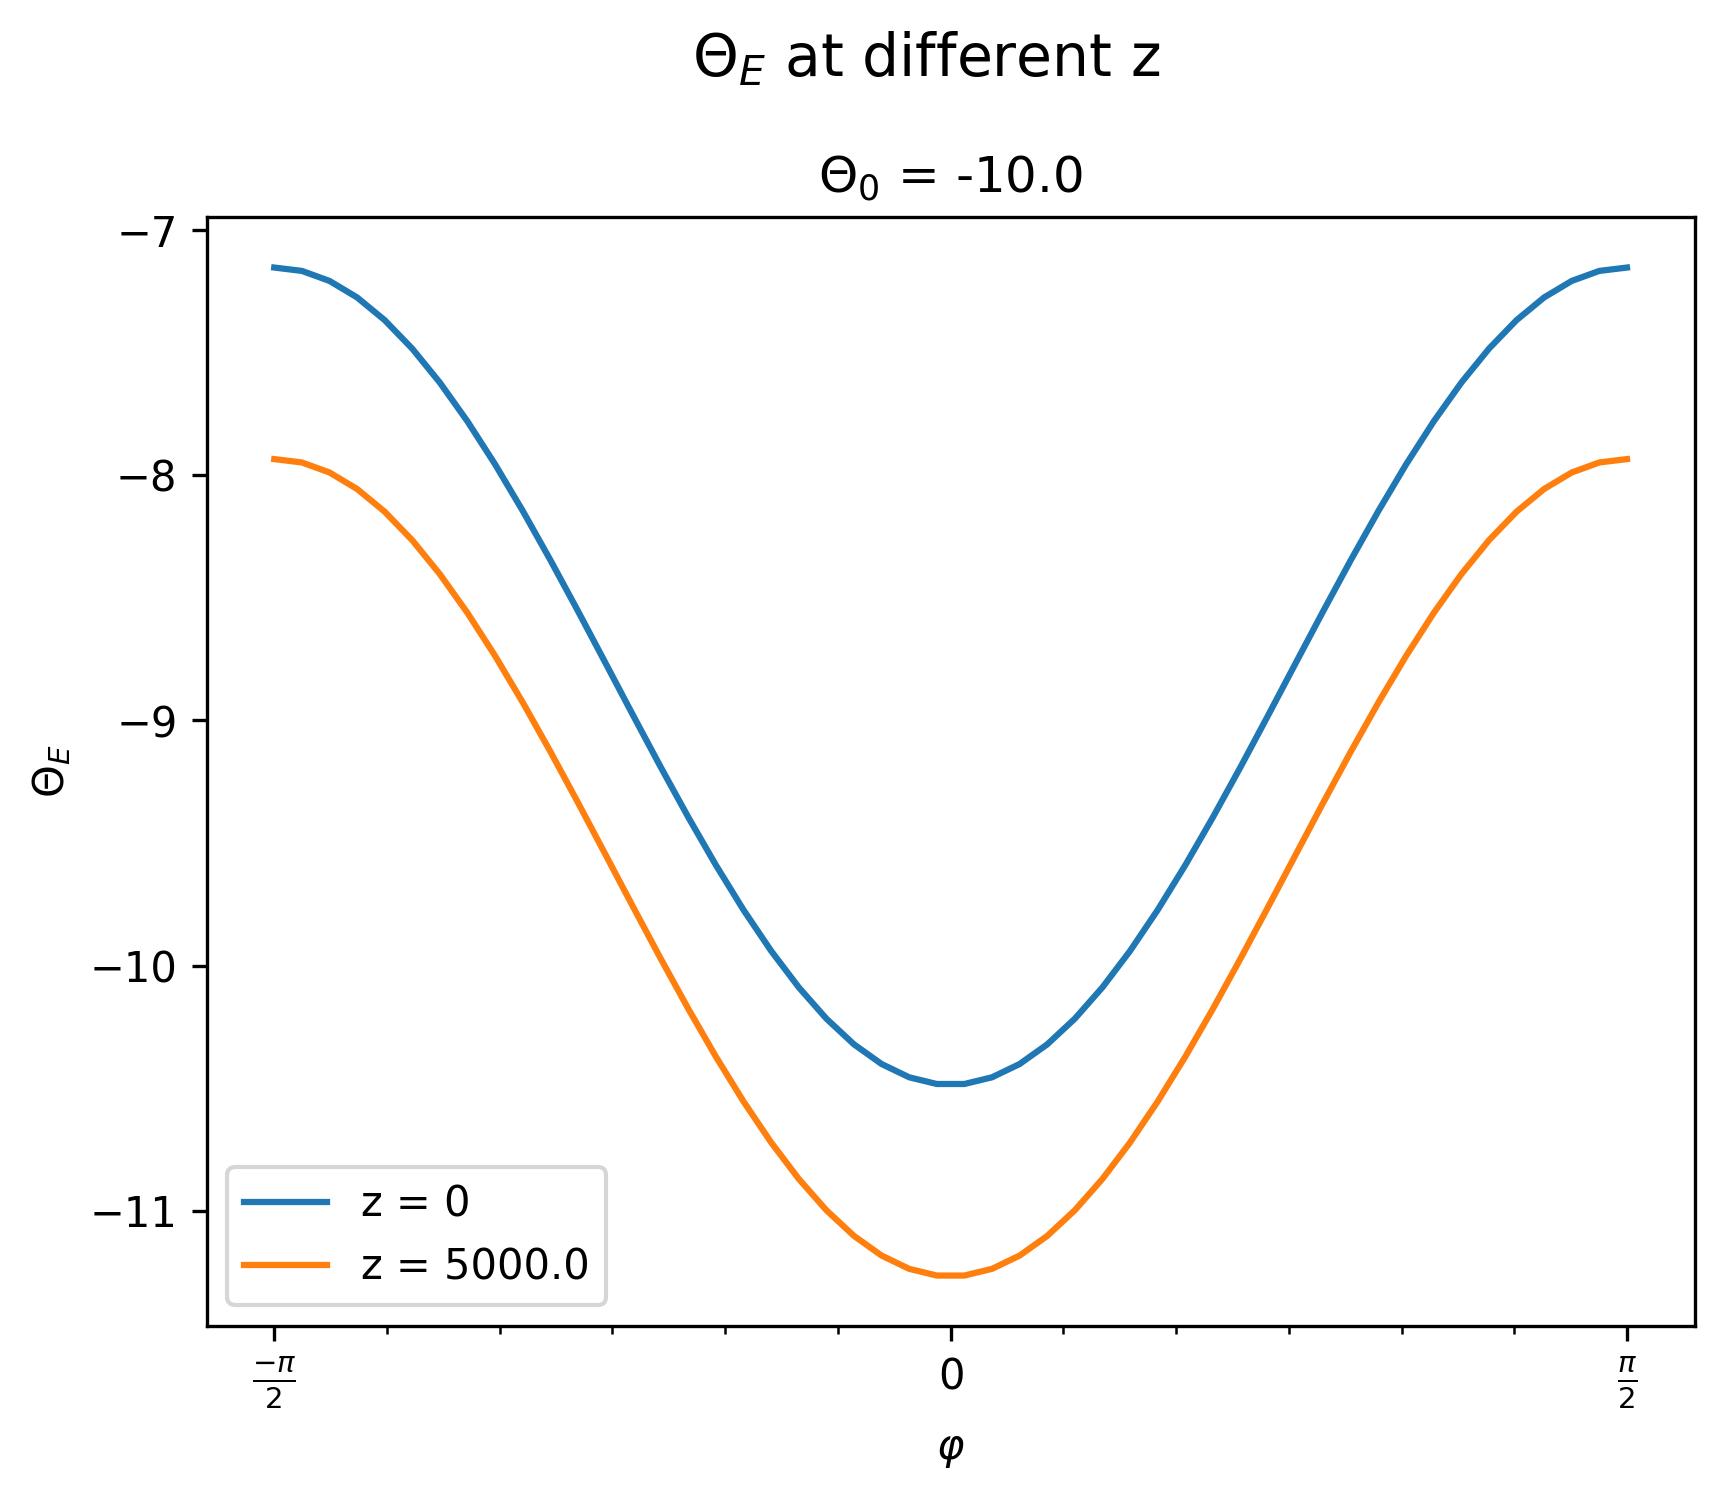 Θ_E at different z
Θ_0 = -10.0
Θ_E
−7
−8
−9
−10
−11
z = 0
z = 5000.0
−π/2 0 π/2
φ